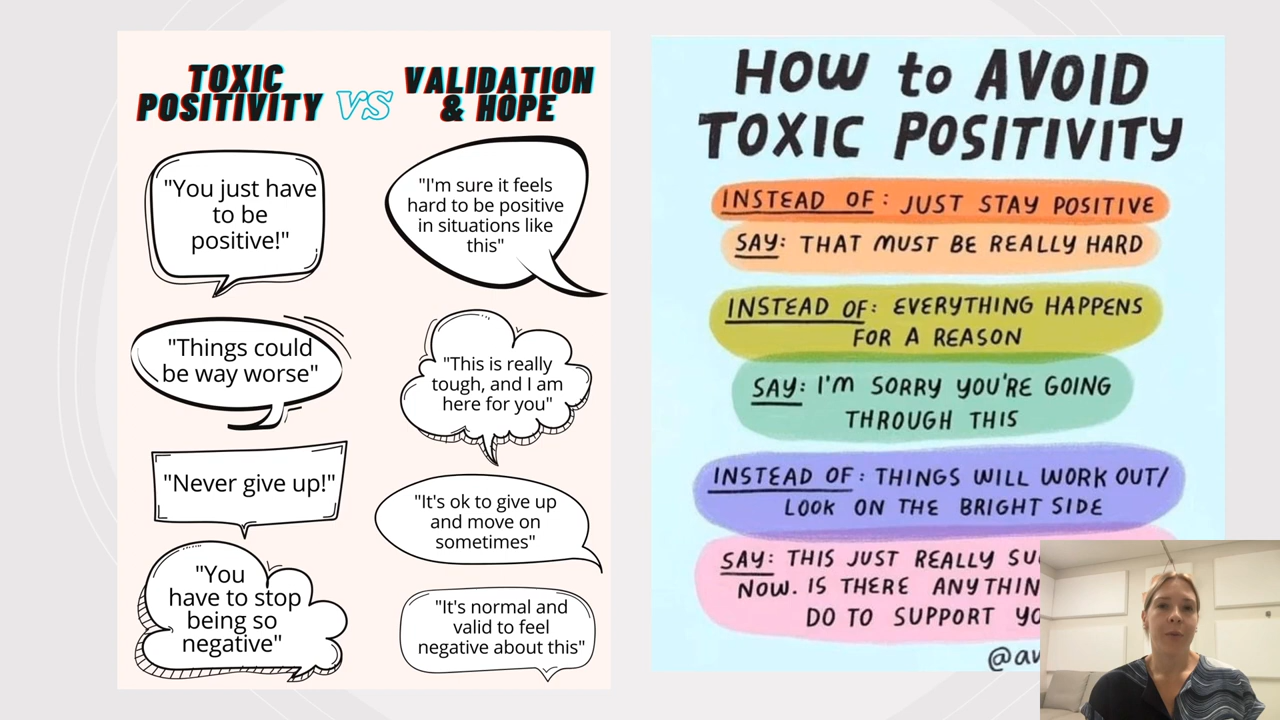 TOXIC
POSITIVITY
VS
VALIDATION
& HOPE
"You just have
to be
positive!"
"I'm sure it feels
hard to be positive
in situations like
this"
"Things could
be way worse"
"This is really
tough, and I am
here for you"
"Never give up!"
"It's ok to give up
and move on
sometimes"
"You
have to stop
being so
negative"
"It's normal and
valid to feel
negative about this"
HOW to AVOID
TOXIC POSITIVITY
INSTEAD OF: JUST STAY POSITIVE
SAY: THAT MUST BE REALLY HARD
INSTEAD OF: EVERYTHING HAPPENS
FOR A REASON
SAY: I'M SORRY YOU'RE GOING
THROUGH THIS
INSTEAD OF: THINGS WILL WORK OUT/
LOOK ON THE BRIGHT SIDE
SAY: THIS JUST REALLY
NOW. IS THERE
DO TO SUPPORT